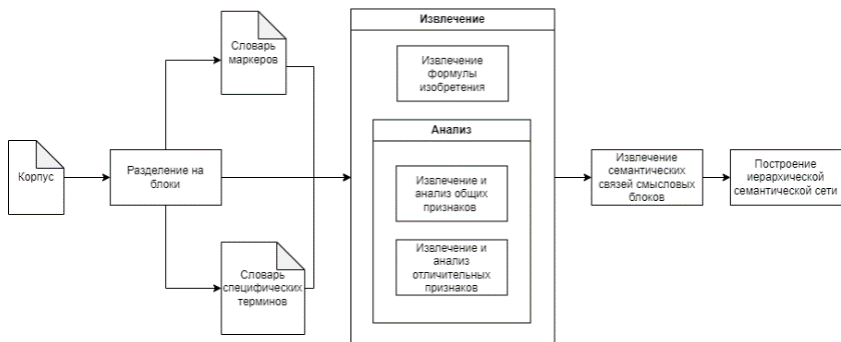 Корпус
Разделение на
блоки
Словарь
маркеров
Словарь
специфических
терминов
Извлечение
Извлечение
формулы
изобретения
Анализ
Извлечение и
анализ общих
признаков
Извлечение и
анализ
отличительных
признаков
Извлечение
семантических
связей смысловых
блоков
Построение
иерархической
семантической сети